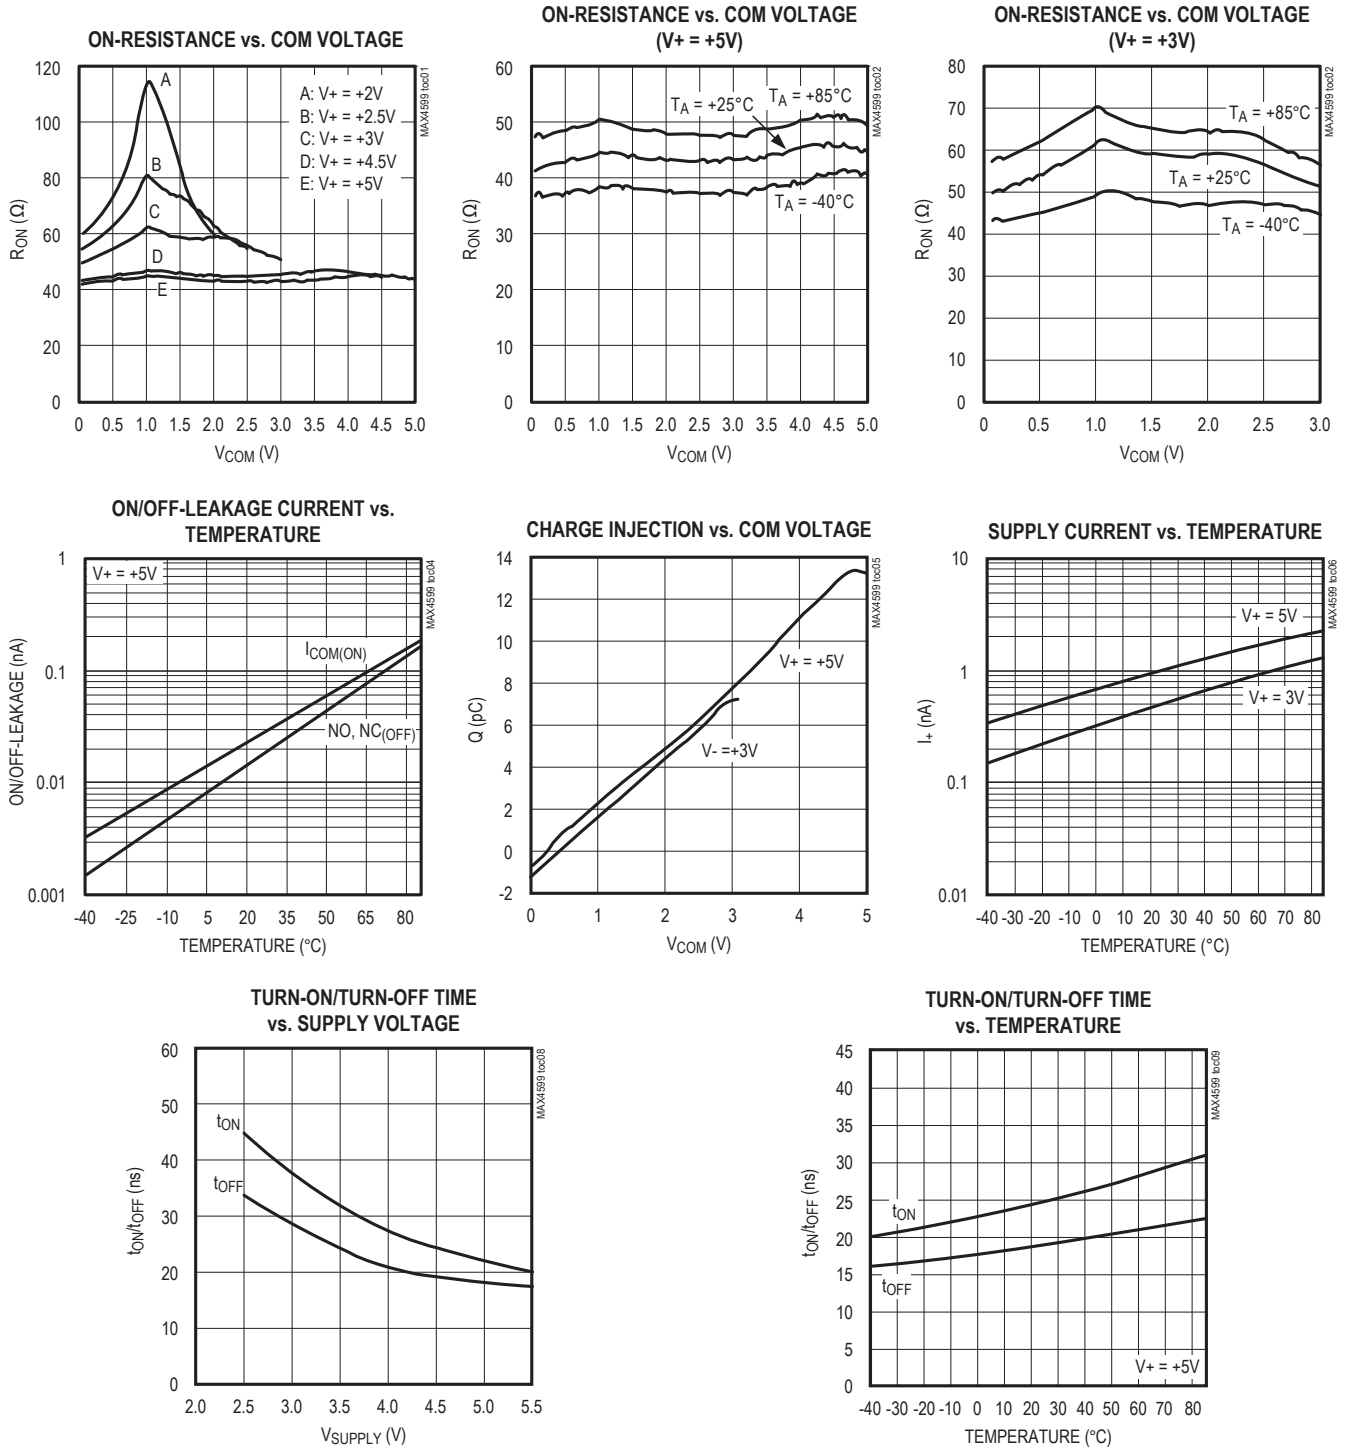 ON-RESISTANCE vs. COM VOLTAGE
120
100
80
60
40
20
0
RON (Ω)
A
B
C
D
E
A: V+ = +2V
B: V+ = +2.5V
C: V+ = +3V
D: V+ = +4.5V
E: V+ = +5V
MAX4599 toc01
0 0.5 1.0 1.5 2.0 2.5 3.0 3.5 4.0 4.5 5.0
VCOM (V)
ON-RESISTANCE vs. COM VOLTAGE
(V+ = +5V)
60
50
40
30
20
10
0
RON (Ω)
TA = +25°C
TA = +85°C
TA = -40°C
MAX4599 toc02
0 0.5 1.0 1.5 2.0 2.5 3.0 3.5 4.0 4.5 5.0
VCOM (V)
ON-RESISTANCE vs. COM VOLTAGE
(V+ = +3V)
80
70
60
50
40
30
20
10
0
RON (Ω)
TA = +85°C
TA = +25°C
TA = -40°C
MAX4599 toc02
0 0.5 1.0 1.5 2.0 2.5 3.0
VCOM (V)
ON/OFF-LEAKAGE CURRENT vs.
TEMPERATURE
1
0.1
0.01
0.001
ON/OFF-LEAKAGE (nA)
V+ = +5V
ICOM(ON)
NO, NC(OFF)
MAX4599 toc04
-40 -25 -10 5 20 35 50 65 80
TEMPERATURE (°C)
CHARGE INJECTION vs. COM VOLTAGE
14
12
10
8
6
4
2
0
-2
Q (pC)
V+ = +5V
V- =+3V
MAX4599 toc05
0 1 2 3 4 5
VCOM (V)
SUPPLY CURRENT vs. TEMPERATURE
10
1
0.1
0.01
I+ (nA)
V+ = 5V
V+ = 3V
MAX4599 toc06
-40 -30 -20 -10 0 10 20 30 40 50 60 70 80
TEMPERATURE (°C)
TURN-ON/TURN-OFF TIME
vs. SUPPLY VOLTAGE
60
50
40
30
20
10
0
tON/tOFF (ns)
tON
tOFF
MAX4599 toc08
2.0 2.5 3.0 3.5 4.0 4.5 5.0 5.5
VSUPPLY (V)
TURN-ON/TURN-OFF TIME
vs. TEMPERATURE
45
40
35
30
25
20
15
10
5
0
tON/tOFF (ns)
tON
tOFF
V+ = +5V
MAX4599 toc09
-40 -30 -20 -10 0 10 20 30 40 50 60 70 80
TEMPERATURE (°C)